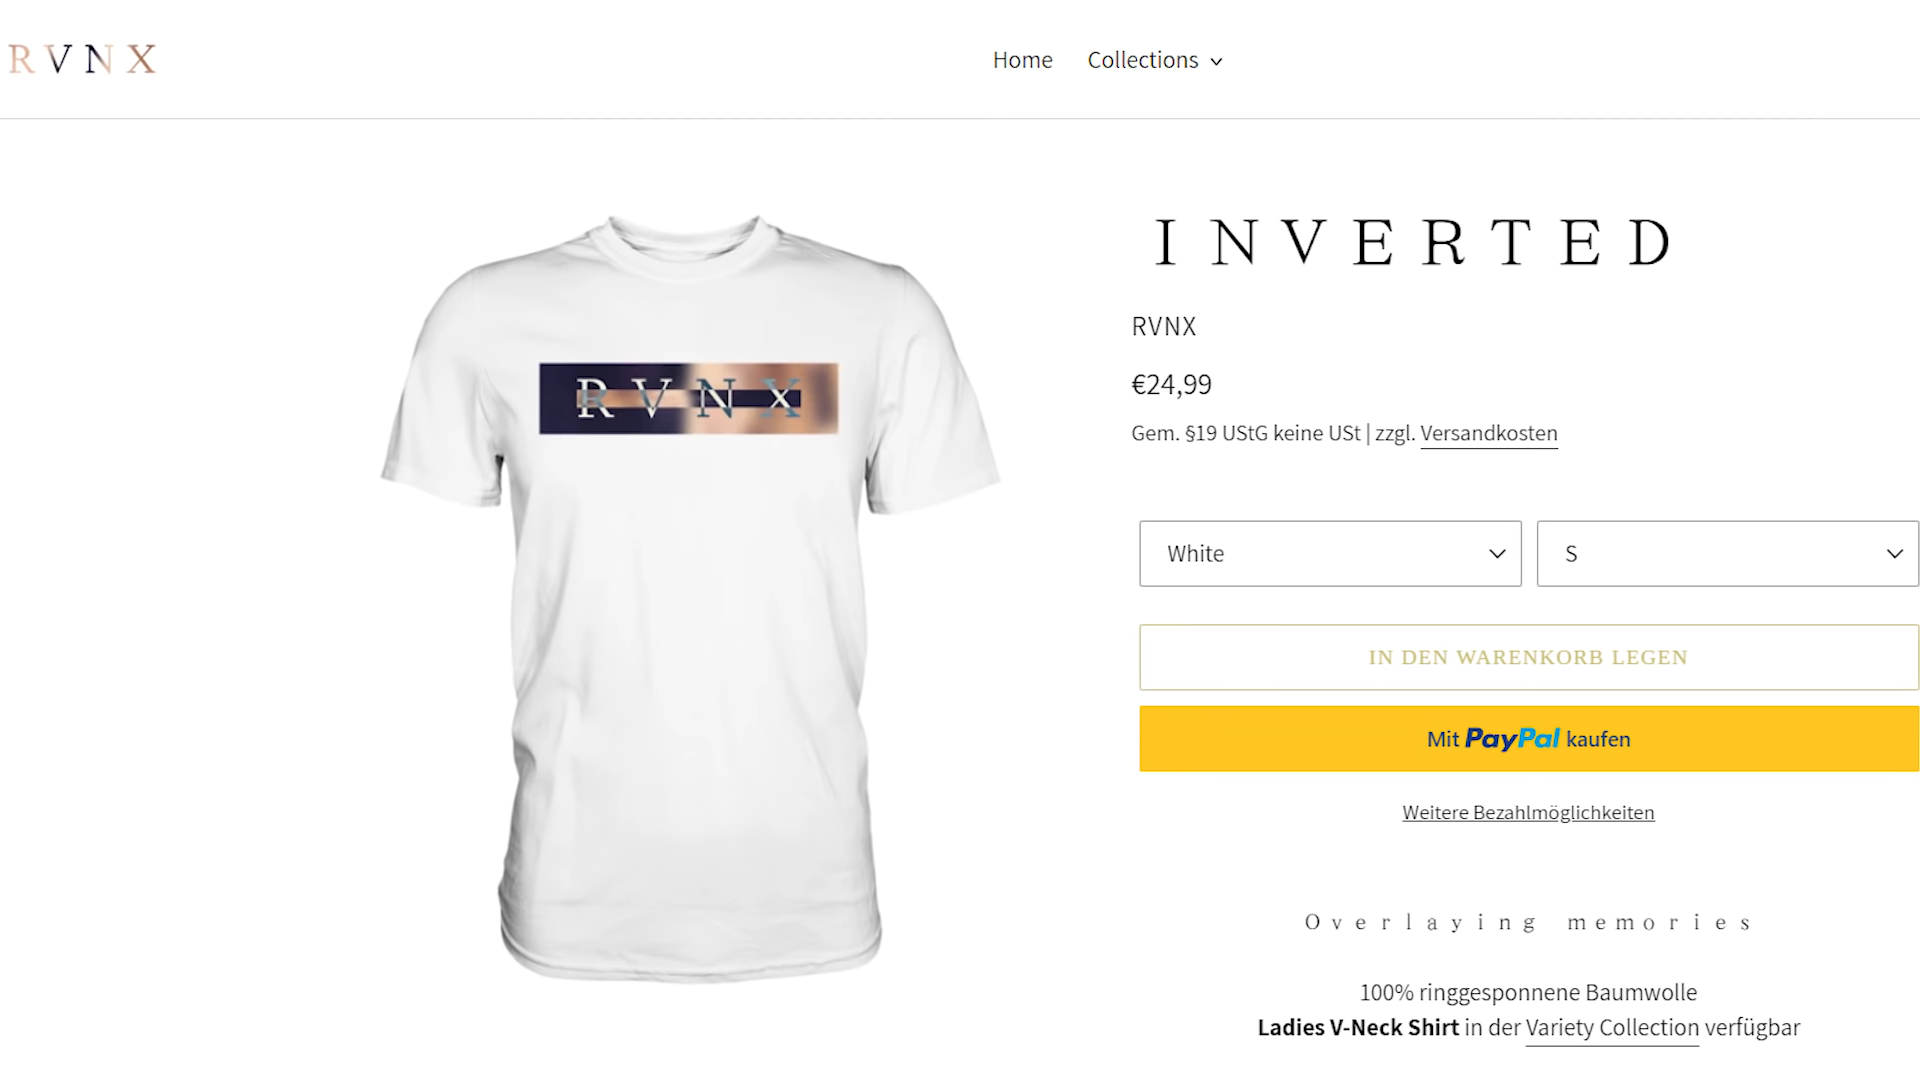 RVNX
Home Collections
INVERTED
RVNX
RVNX
€24,99
Gem. §19 UStG keine USt | zzgl. Versandkosten
White S
IN DEN WARENKORB LEGEN
Mit PayPal kaufen
Weitere Bezahlmöglichkeiten
Overlaying memories
100% ringgesponnene Baumwolle
Ladies V-Neck Shirt in der Variety Collection verfügbar